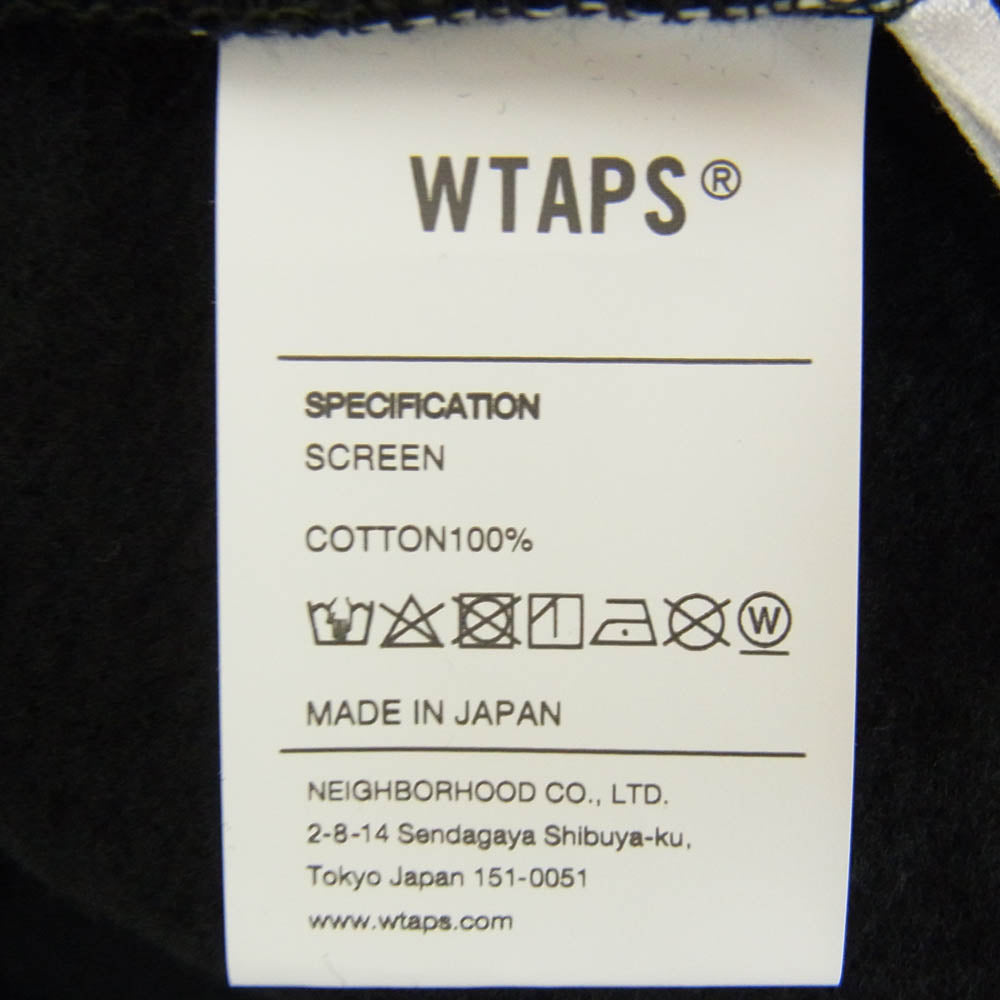 WTAPS®
SPECIFICATION
SCREEN
COTTON100%
W
MADE IN JAPAN
NEIGHBORHOOD CO., LTD.
2-8-14 Sendagaya Shibuya-ku,
Tokyo Japan 151-0051
www.wtaps.com